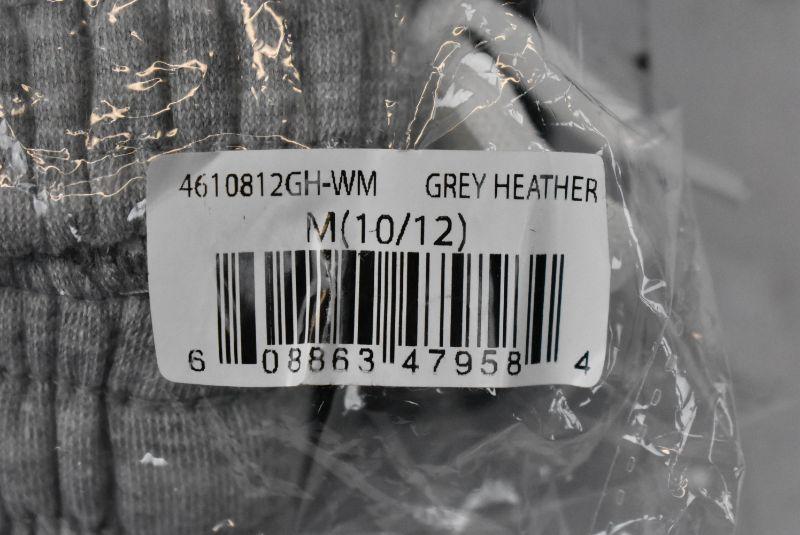 4610812GH-WM GREY HEATHER
M(10/12)
6 08863 47958 4